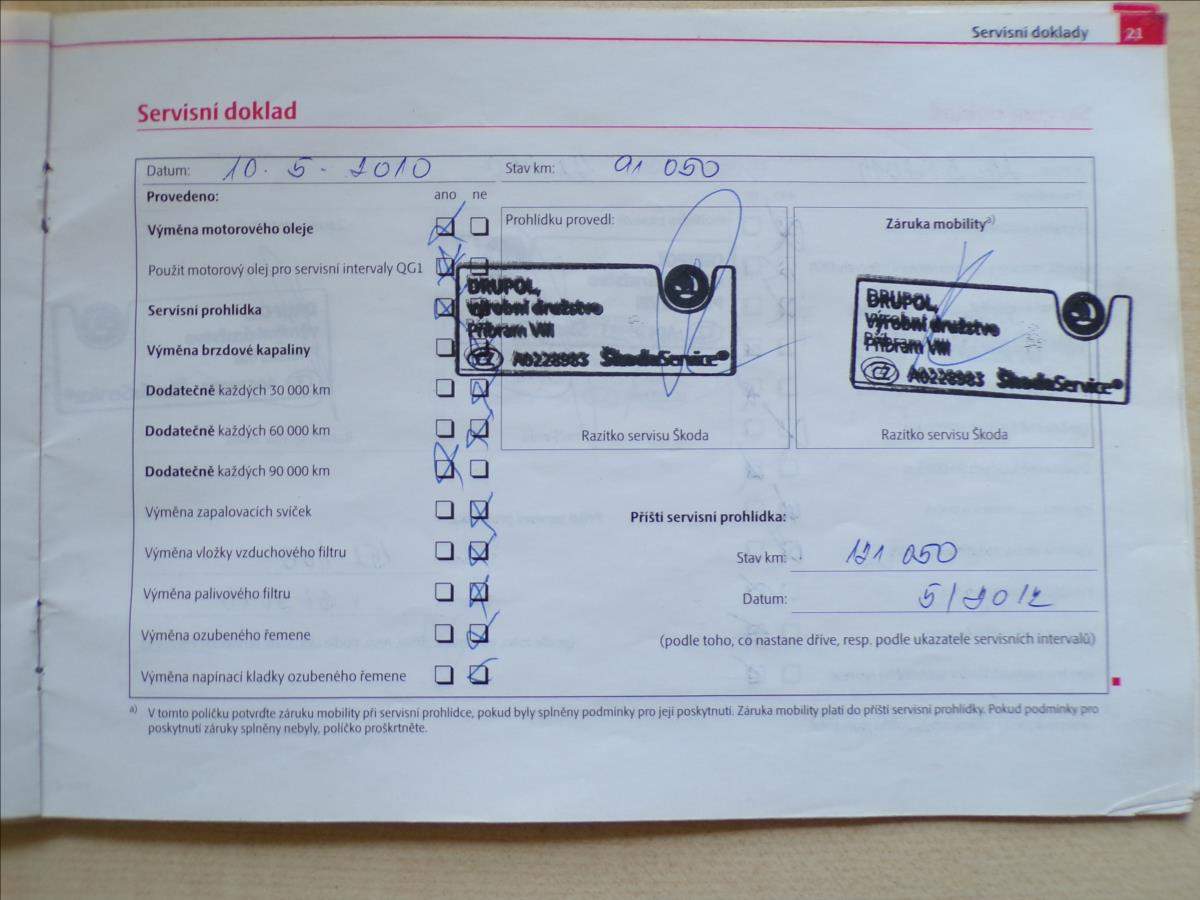 Servisní doklady 21
Servisní doklad
Datum: 10. 5. 2010 Stav km: 91 050
Provedeno: ano ne
Prohlídku provedl:
Záruka mobility a)
Výměna motorového oleje
Použit motorový olej pro servisní intervaly QG1
Servisní prohlídka
Výměna brzdové kapaliny
Dodatečně každých 30 000 km
Dodatečně každých 60 000 km
Dodatečně každých 90 000 km
Výměna zapalovacích svíček
Výměna vložky vzduchového filtru
Výměna palivového filtru
Výměna ozubeného řemene
Výměna napínací kladky ozubeného řemene
DRUPOL,
výrobní družstvo
Příbram VIII
CZ A0228983 ŠkodaService®
Razítko servisu Škoda
DRUPOL,
výrobní družstvo
Příbram VIII
CZ A0228983 ŠkodaService®
Razítko servisu Škoda
Příští servisní prohlídka:
Stav km: 121 050
Datum: 5/2012
(podle toho, co nastane dříve, resp. podle ukazatele servisních intervalů)
a) V tomto políčku potvrďte záruku mobility při servisní prohlídce, pokud byly splněny podmínky pro její poskytnutí. Záruka mobility platí do příští servisní prohlídky. Pokud podmínky pro
poskytnutí záruky splněny nebyly, políčko proškrtněte.